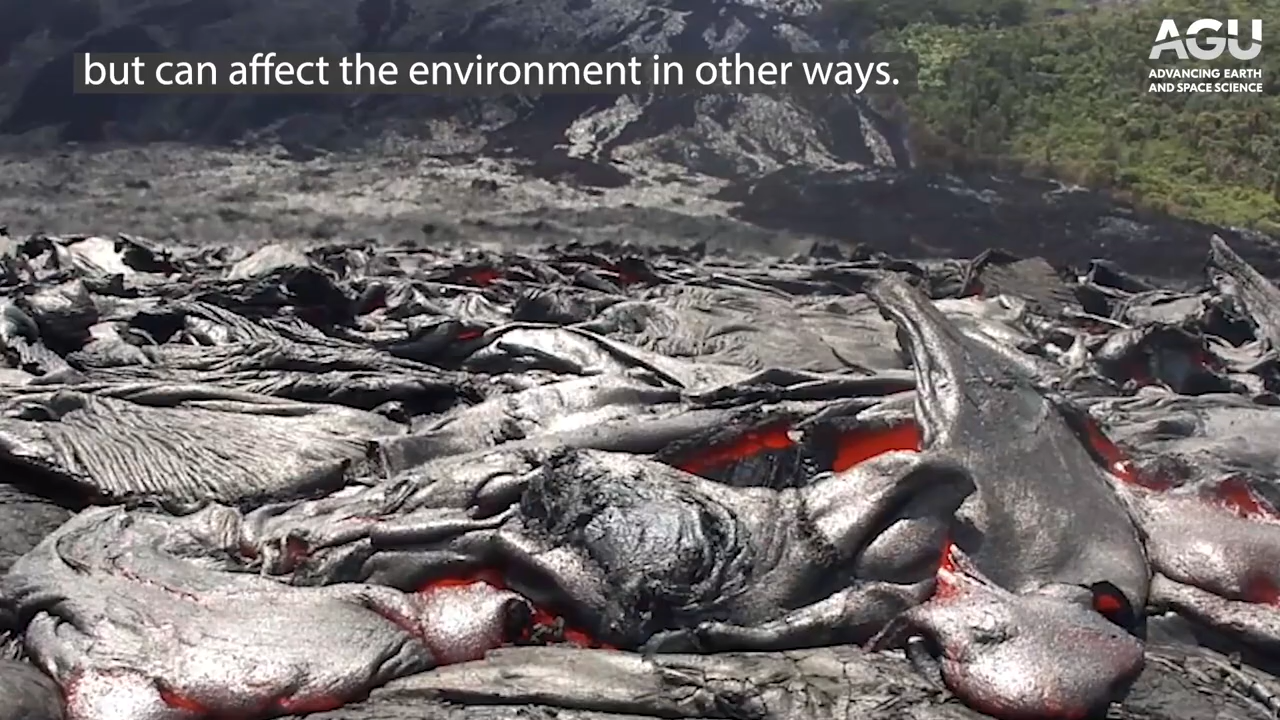 but can affect the environment in other ways.
AGU
ADVANCING EARTH
AND SPACE SCIENCE